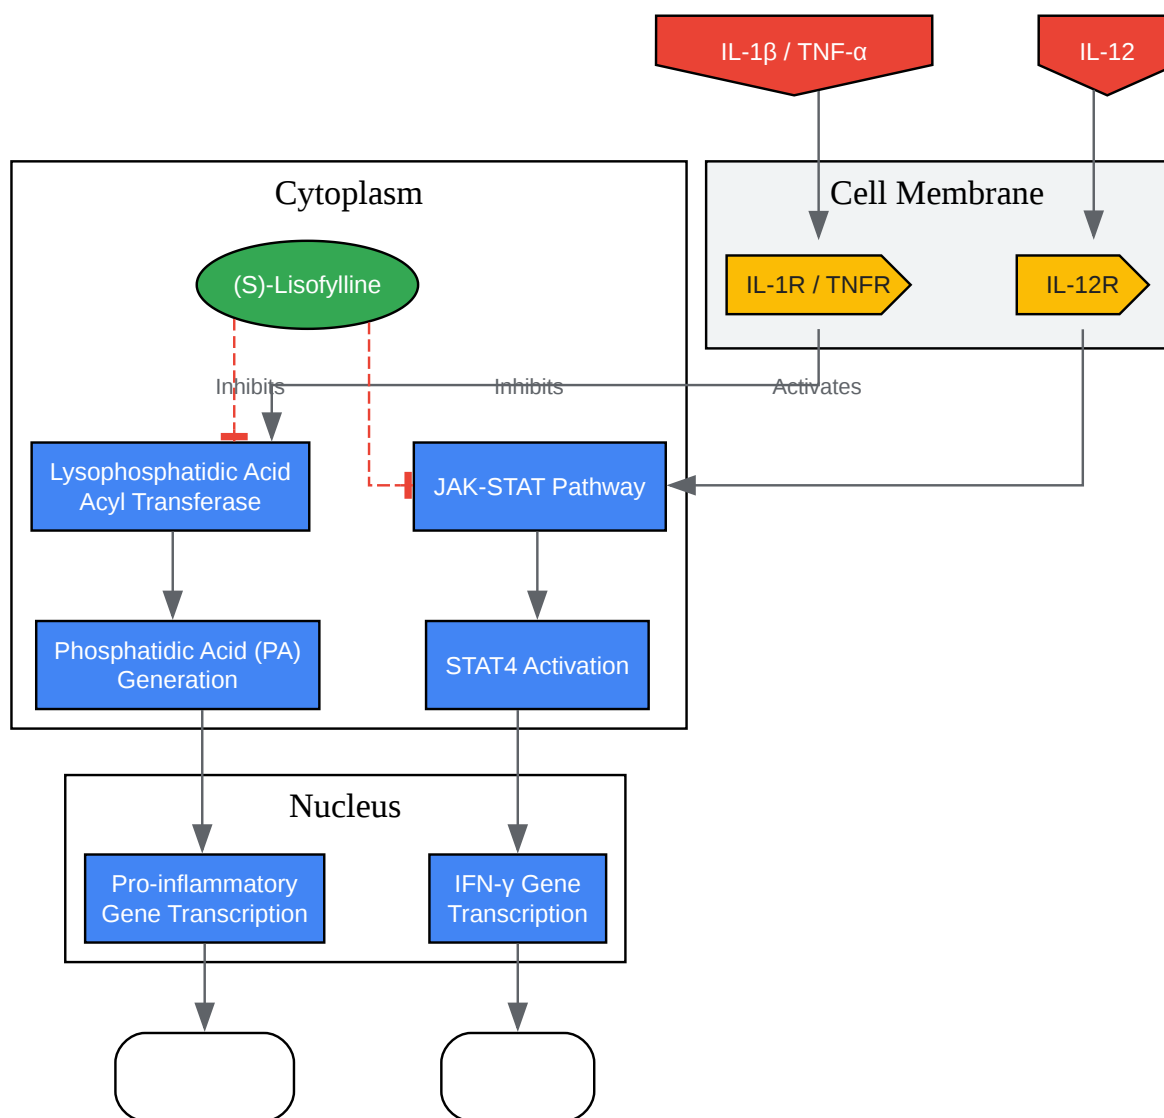 IL-1β / TNF-α
IL-12
Cytoplasm
Cell Membrane
(S)-Lisofylline
IL-1R / TNFR
IL-12R
Inhibits
Inhibits
Activates
Lysophosphatidic Acid
Acyl Transferase
JAK-STAT Pathway
Phosphatidic Acid (PA)
Generation
STAT4 Activation
Nucleus
Pro-inflammatory
Gene Transcription
IFN-γ Gene
Transcription